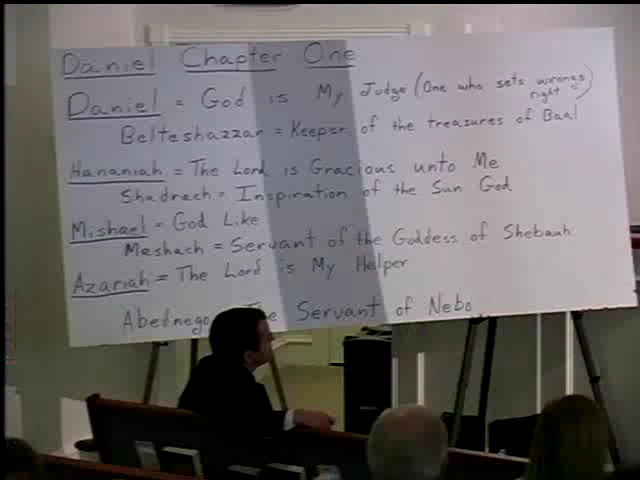 Daniel Chapter One
Daniel = God is My Judge (One who sets wrongs right)
Belteshazzar = Keeper of the treasures of Baal
Hananiah = The Lord is Gracious unto Me
Shadrach = Inspiration of the Sun God
Mishael = God Like
Meshach = Servant of the Goddess of Shebauh
Azariah = The Lord is My Helper
Abednego The Servant of Nebo